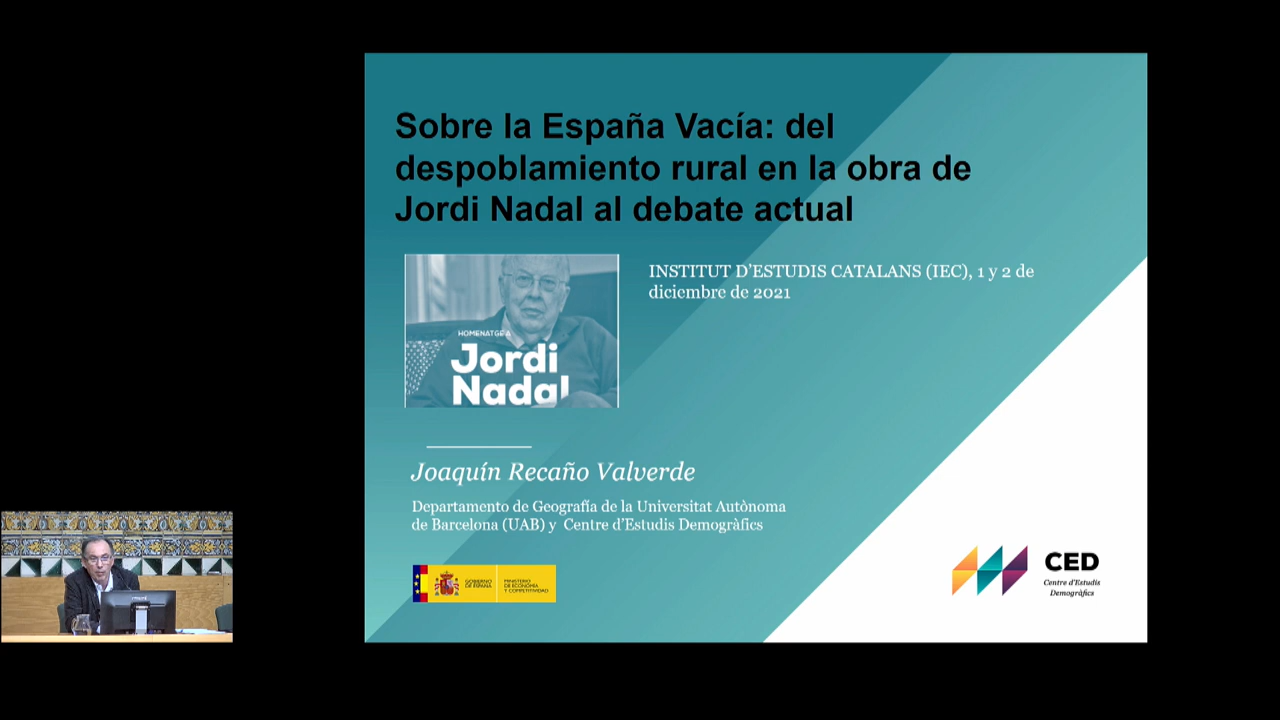 Sobre la España Vacía: del
despoblamiento rural en la obra de
Jordi Nadal al debate actual
INSTITUT D'ESTUDIS CATALANS (IEC), 1 y 2 de
diciembre de 2021
HOMENATGE A
Jordi
Nadal
Joaquín Recaño Valverde
Departamento de Geografía de la Universitat Autònoma
de Barcelona (UAB) y Centre d'Estudis Demogràfics
GOBIERNO
DE ESPAÑA
MINISTERIO
DE ECONOMÍA
Y COMPETITIVIDAD
CED
Centre d'Estudis
Demogràfics